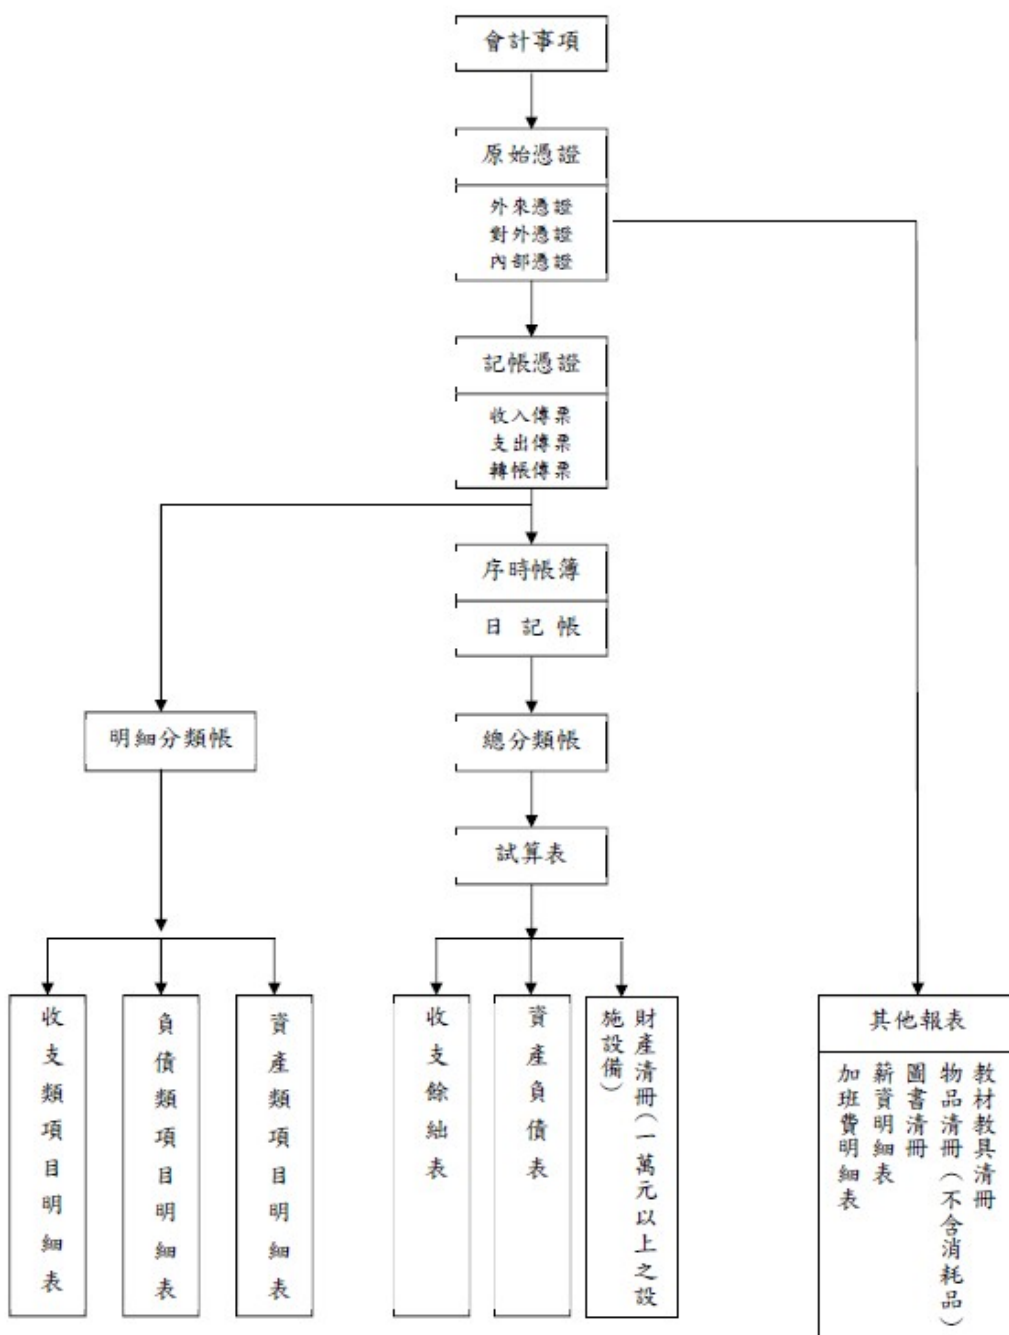 會計事項
原始憑證
外來憑證
對外憑證
內部憑證
記帳憑證
收入傳票
支出傳票
轉帳傳票
序時帳簿
日 記 帳
明細分類帳
總分類帳
試算表
收支類項目明細表
負債類項目明細表
資產類項目明細表
收支餘絀表
資產負債表
財產清冊（一萬元以上之設
施設備）
其他報表
教材教具清冊
物品清冊（不含消耗品）
圖書清冊
薪資明細表
加班費明細表